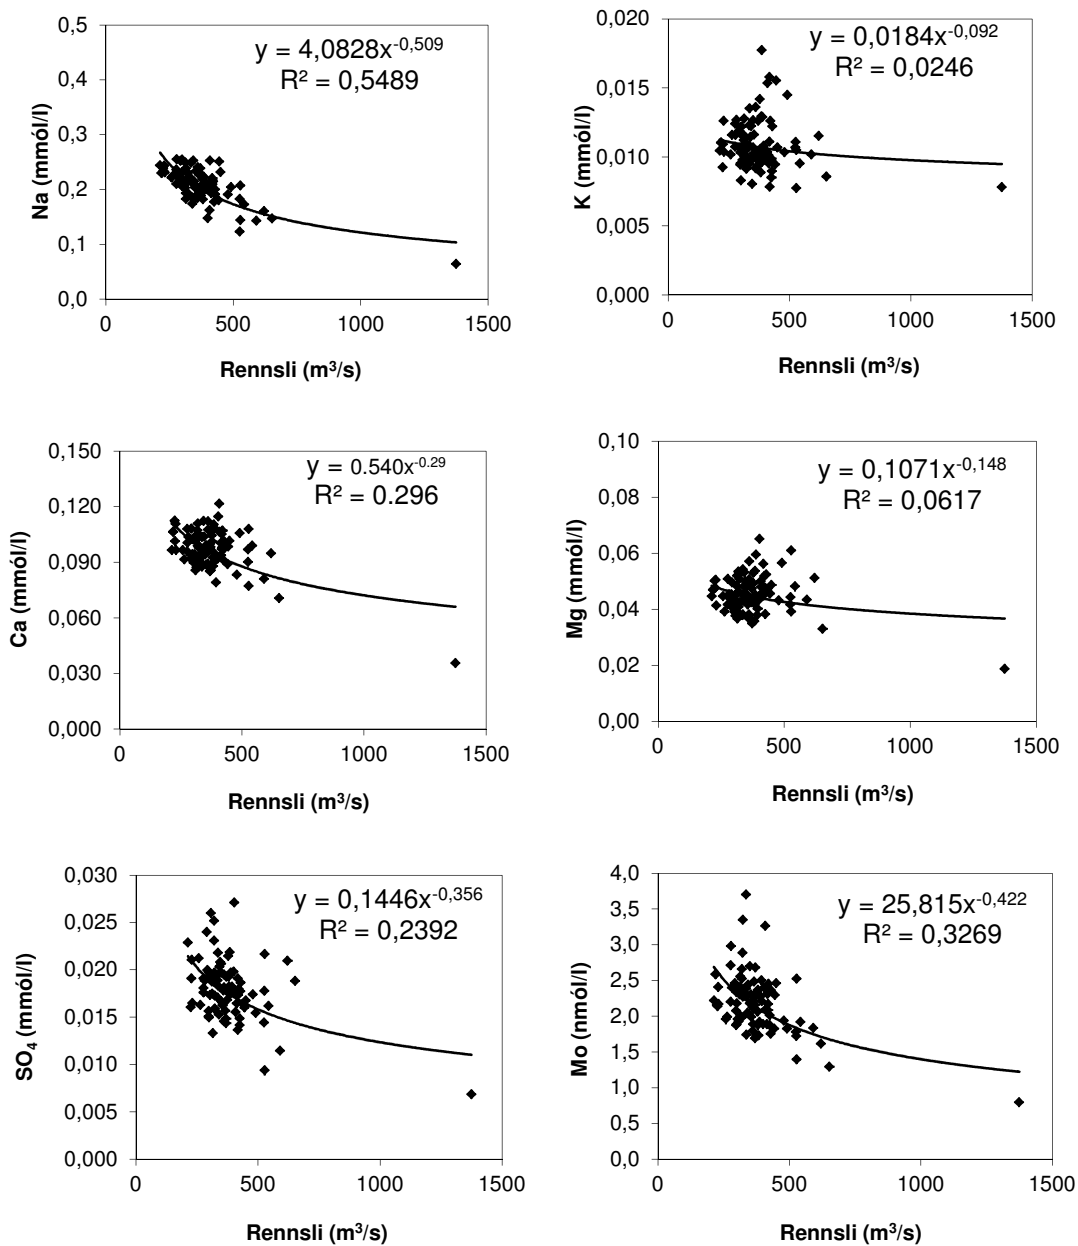 y = 4,0828x-0,509
R² = 0,5489
0,5
0,4
0,3
0,2
0,1
0,0
Na (mmól/l)
0 500 1000 1500
Rennsli (m³/s)
y = 0,0184x-0,092
R² = 0,0246
0,020
0,015
0,010
0,005
0,000
K (mmól/l)
0 500 1000 1500
Rennsli (m³/s)
y = 0.540x-0.29
R² = 0.296
0,150
0,120
0,090
0,060
0,030
0,000
Ca (mmól/l)
0 500 1000 1500
Rennsli (m³/s)
y = 0,1071x-0,148
R² = 0,0617
0,10
0,08
0,06
0,04
0,02
0,00
Mg (mmól/l)
0 500 1000 1500
Rennsli (m³/s)
y = 0,1446x-0,356
R² = 0,2392
0,030
0,025
0,020
0,015
0,010
0,005
0,000
SO₄ (mmól/l)
0 500 1000 1500
Rennsli (m³/s)
y = 25,815x-0,422
R² = 0,3269
4,0
3,5
3,0
2,5
2,0
1,5
1,0
0,5
0,0
Mo (nmól/l)
0 500 1000 1500
Rennsli (m³/s)